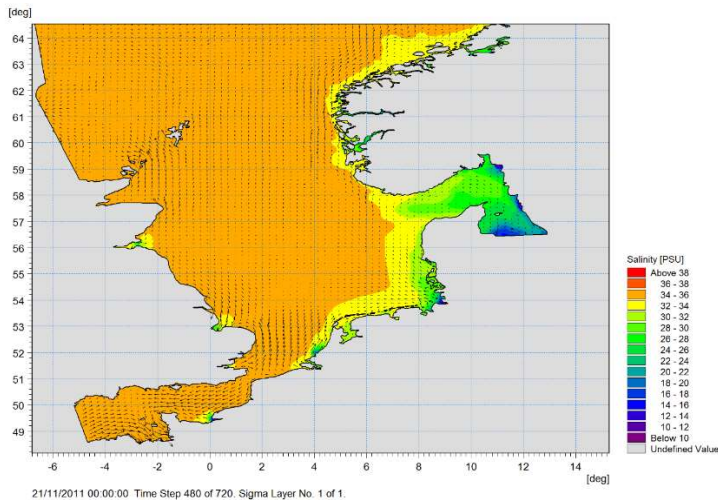 [deg]
64
63
62
61
60
59
58
57
56
55
54
53
52
51
50
49
-6 -4 -2 0 2 4 6 8 10 12 14
[deg]
Salinity [PSU]
Above 38
36 - 38
34 - 36
32 - 34
30 - 32
28 - 30
26 - 28
24 - 26
22 - 24
20 - 22
18 - 20
16 - 18
14 - 16
12 - 14
10 - 12
Below 10
Undefined Value
21/11/2011 00:00:00 Time Step 480 of 720. Sigma Layer No. 1 of 1.